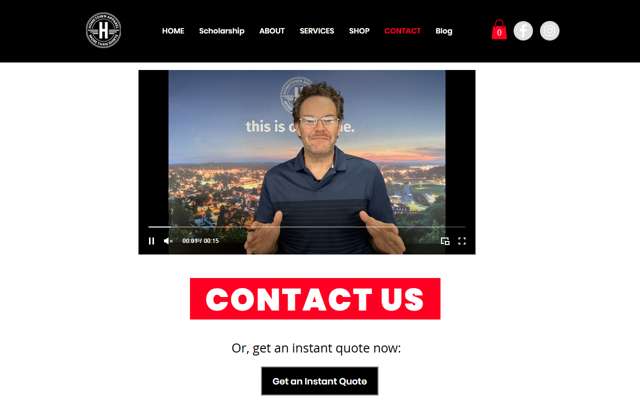 HOME Scholarship ABOUT SERVICES SHOP CONTACT Blog
0
H
this is o
e.
00:01 / 00:15
CONTACT US
Or, get an instant quote now:
Get an Instant Quote